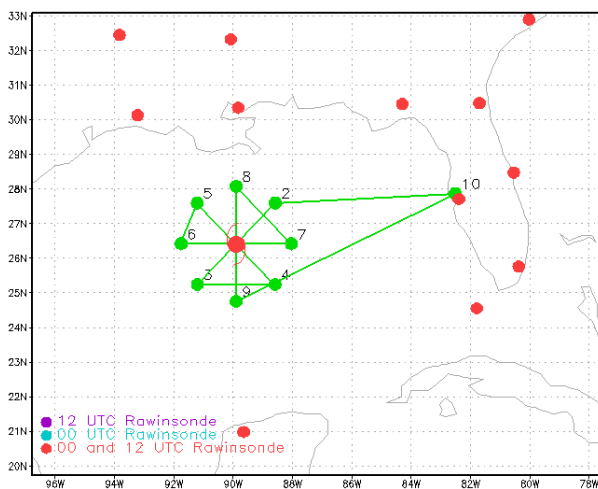 33N
32N
31N
30N
29N
28N
27N
26N
25N
24N
23N
22N
21N
20N
8
2
10
5
6
7
3
4
9
12 UTC Rawinsonde
00 UTC Rawinsonde
00 and 12 UTC Rawinsonde
96W 94W 92W 90W 88W 86W 84W 82W 80W 78W